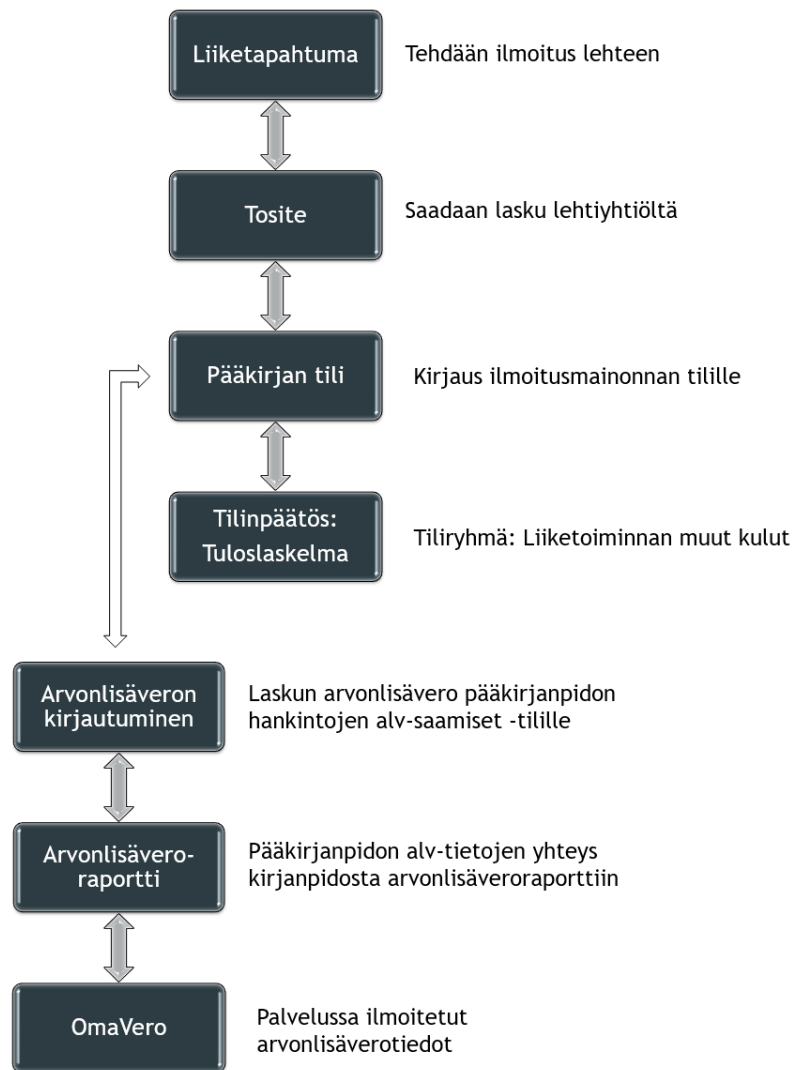 Liiketapahtuma
Tehdään ilmoitus lehteen
Tosite
Saadaan lasku lehtiyhtiöltä
Pääkirjan tili
Kirjaus ilmoitusmainonnan tilille
Tilinpäätös:
Tuloslaskelma
Tiliryhmä: Liiketoiminnan muut kulut
Arvonlisäveron
kirjautuminen
Laskun arvonlisävero pääkirjanpidon
hankintojen alv-saamiset -tilille
Arvonlisävero-
raportti
Pääkirjanpidon alv-tietojen yhteys
kirjanpidosta arvonlisäveroraporttiin
OmaVero
Palvelussa ilmoitetut
arvonlisäverotiedot